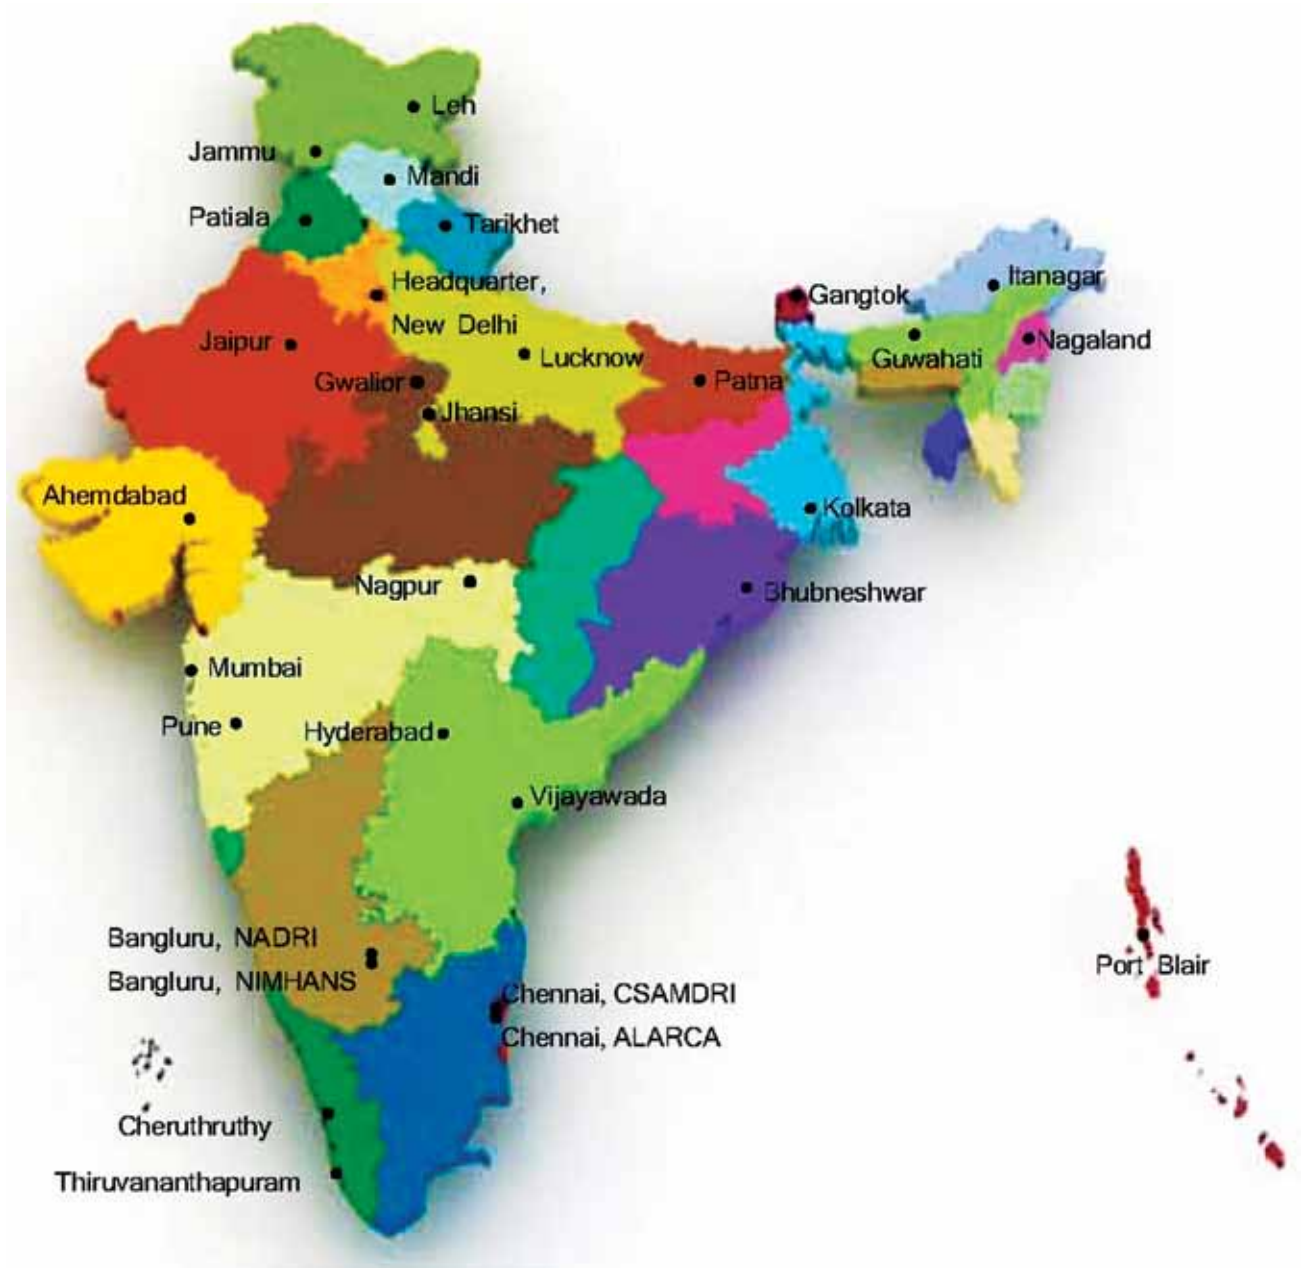 Leh
Jammu
Mandi
Patiala
Tarikhet
Headquarter,
New Delhi
Itanagar
Gangtok
Jaipur
Lucknow
Guwahati
Nagaland
Gwalior
Patna
Jhansi
Ahemdabad
Kolkata
Nagpur
Bhubneshwar
Mumbai
Pune
Hyderabad
Vijayawada
Bangluru, NADRI
Bangluru, NIMHANS
Port Blair
Chennai, CSAMDRI
Chennai, ALARCA
Cheruthruthy
Thiruvananthapuram